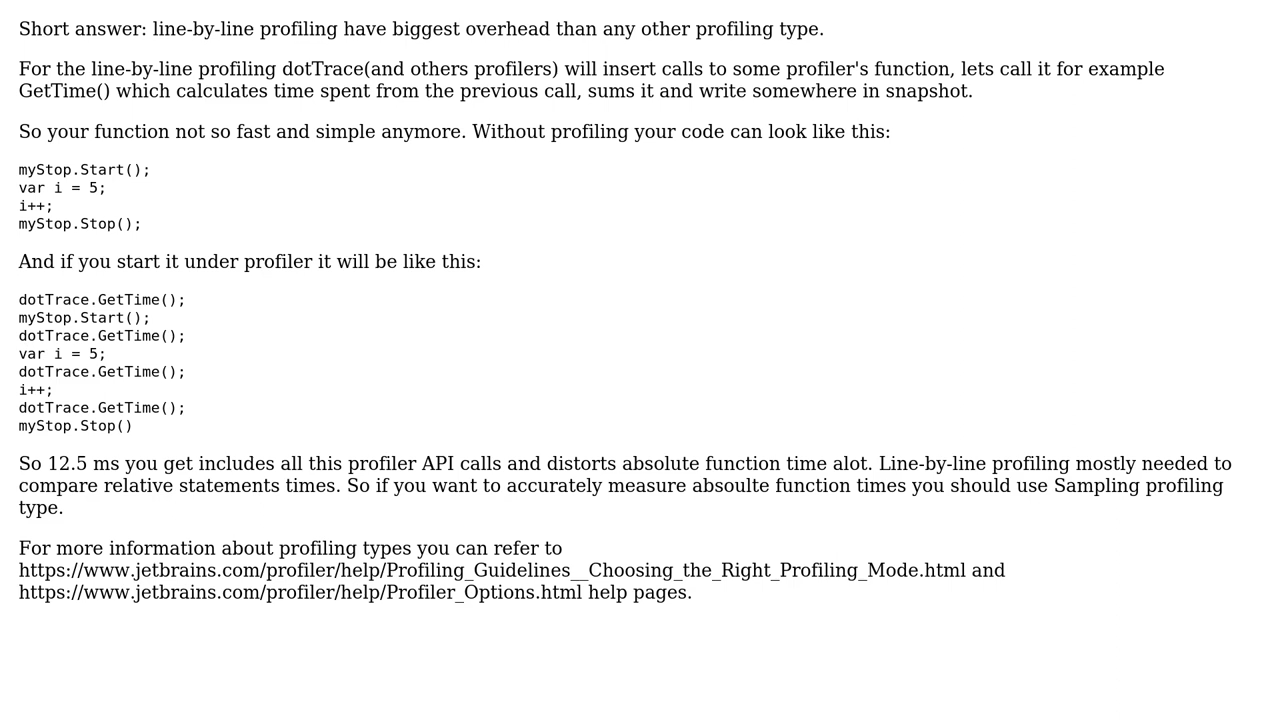 Short answer: line-by-line profiling have biggest overhead than any other profiling type.
For the line-by-line profiling dotTrace(and others profilers) will insert calls to some profiler's function, lets call it for example
GetTime() which calculates time spent from the previous call, sums it and write somewhere in snapshot.
So your function not so fast and simple anymore. Without profiling your code can look like this:
myStop.Start();
var i = 5;
i++;
myStop.Stop();
And if you start it under profiler it will be like this:
dotTrace.GetTime();
myStop.Start();
dotTrace.GetTime();
var i = 5;
dotTrace.GetTime();
i++;
dotTrace.GetTime();
myStop.Stop()
So 12.5 ms you get includes all this profiler API calls and distorts absolute function time alot. Line-by-line profiling mostly needed to
compare relative statements times. So if you want to accurately measure absoulte function times you should use Sampling profiling
type.
For more information about profiling types you can refer to
https://www.jetbrains.com/profiler/help/Profiling_Guidelines__Choosing_the_Right_Profiling_Mode.html and
https://www.jetbrains.com/profiler/help/Profiler_Options.html help pages.